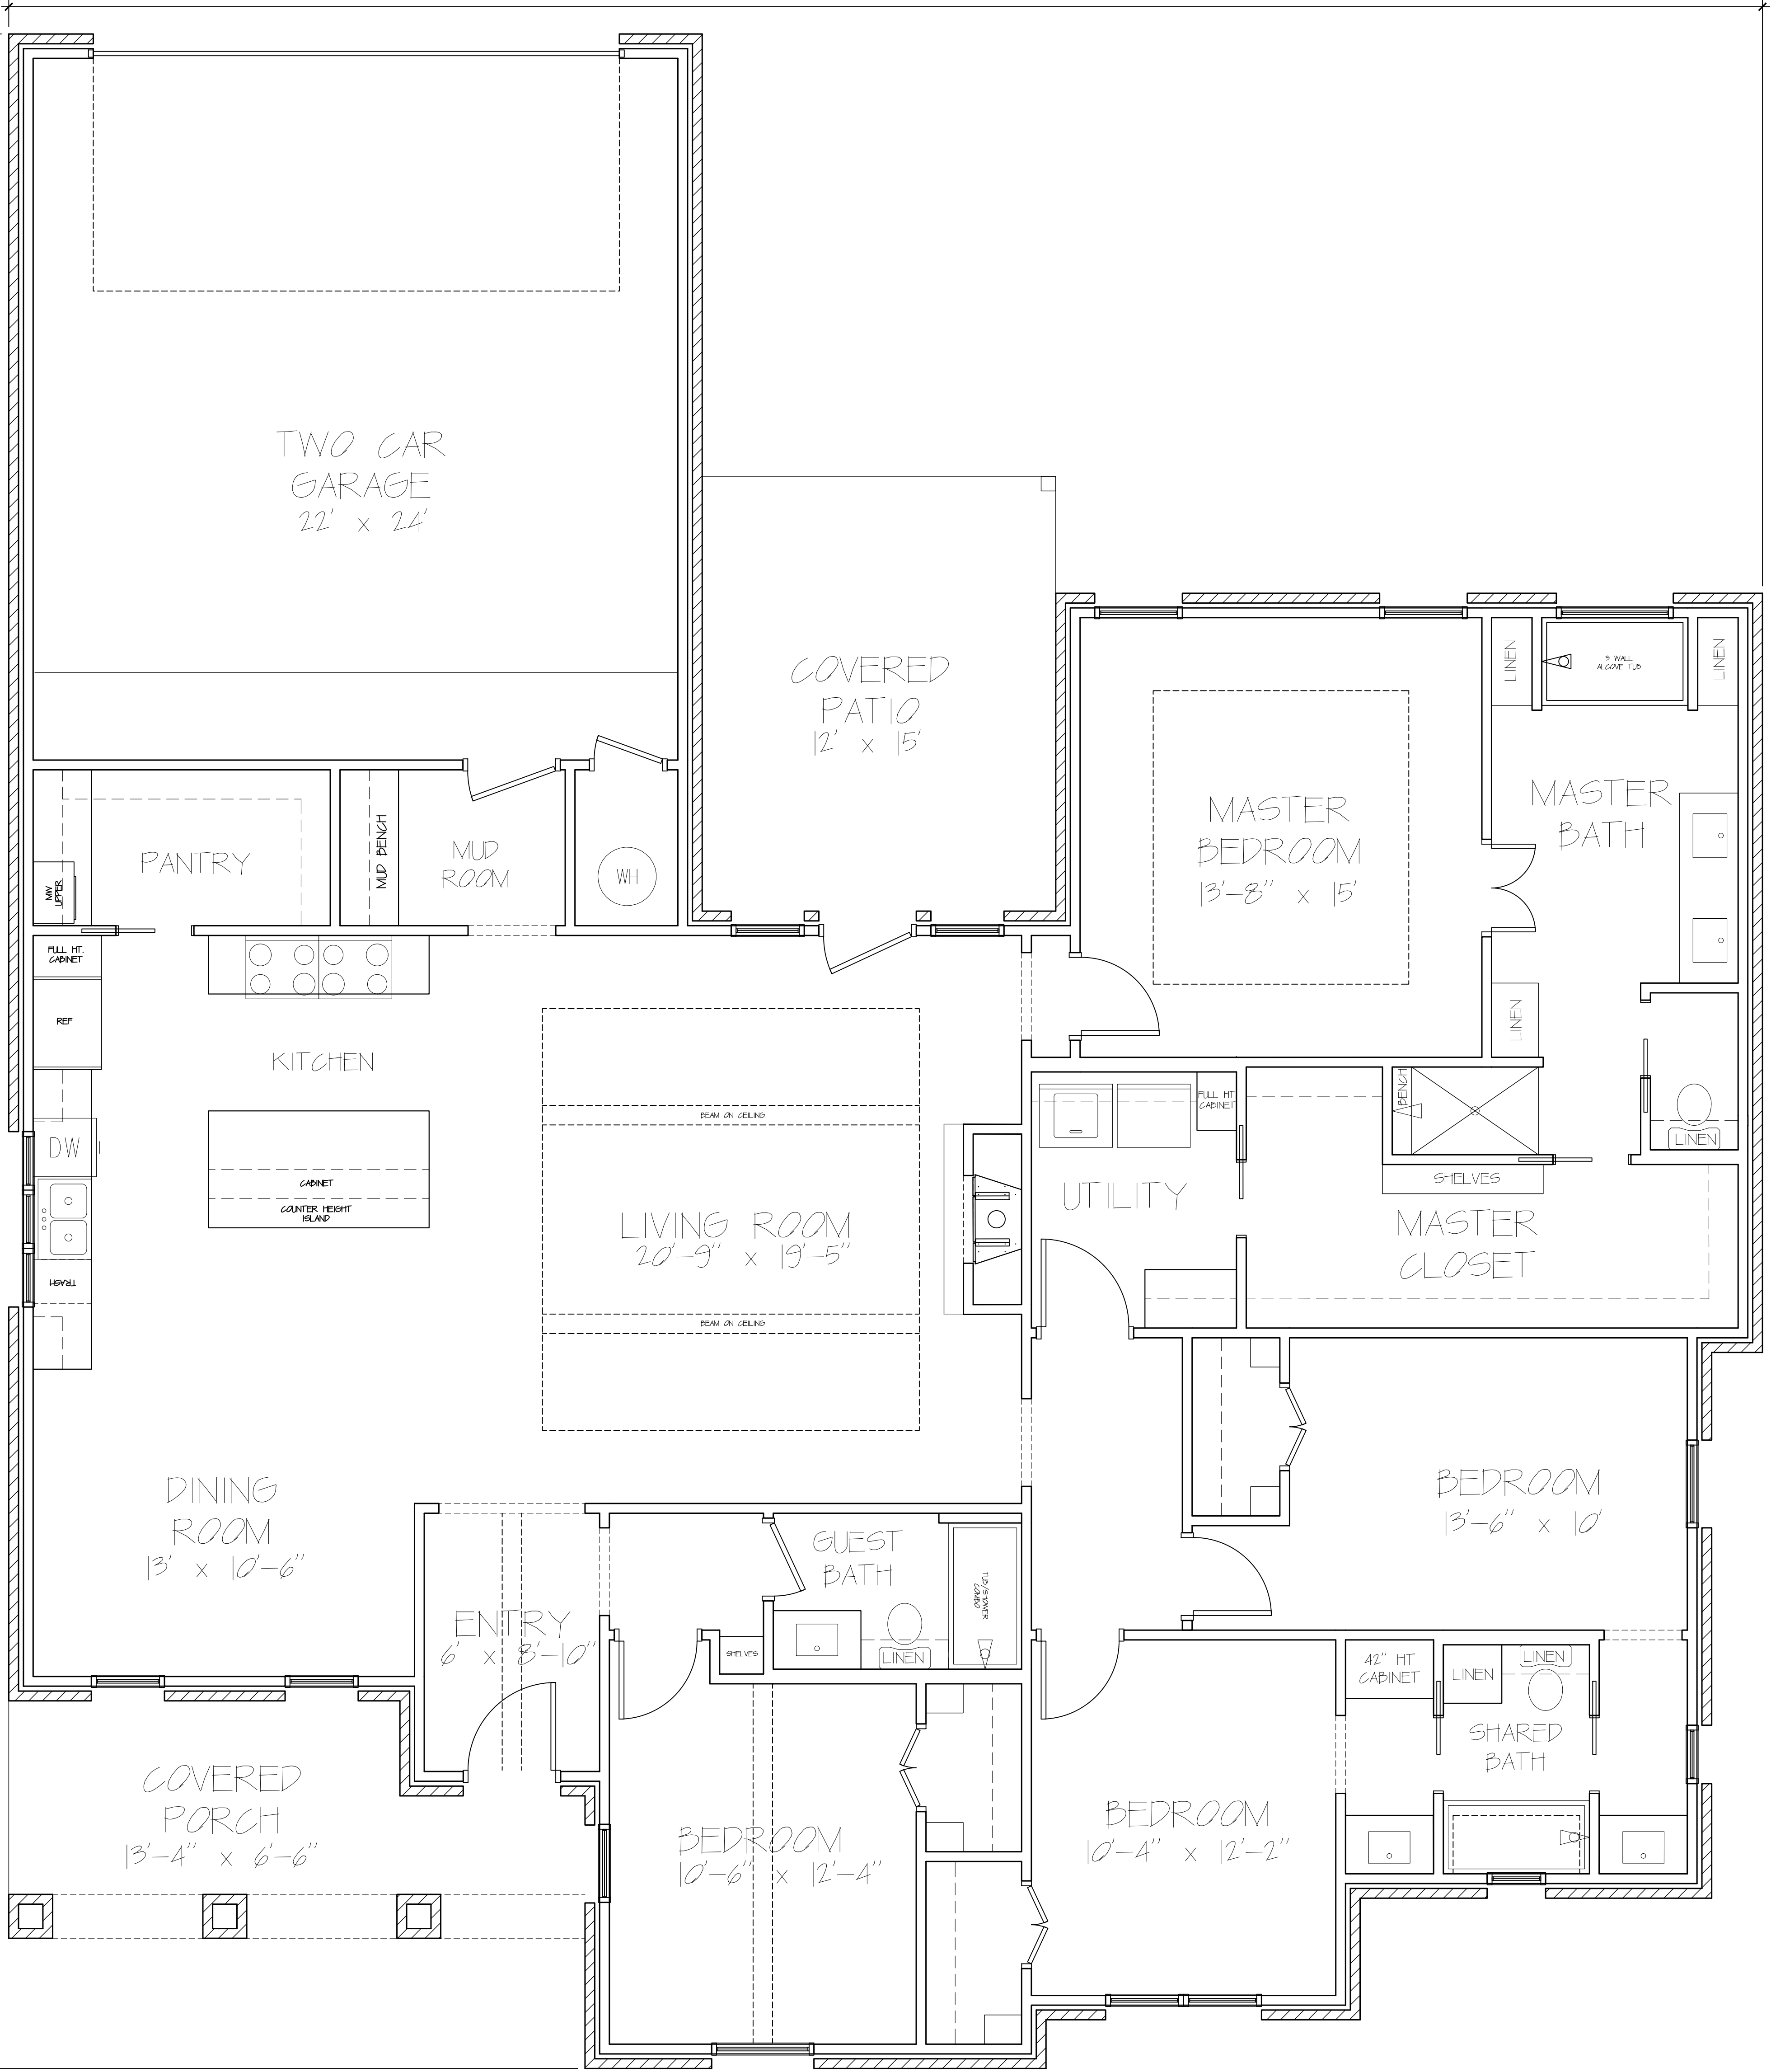 TWO CAR
GARAGE
22' x 24'
COVERED
PATIO
12' x 15'
LINEN
3 WALL
ALCOVE TUB
LINEN
MASTER
BATH
MASTER
BEDROOM
13'-8" x 15'
PANTRY
MW
UPPER
MUD BENCH
MUD
ROOM
WH
FULL HT.
CABINET
REF
KITCHEN
LINEN
BENCH
FULL HT
CABINET
LINEN
DW
BEAM ON CEILING
CABINET
COUNTER HEIGHT
ISLAND
TRASH
LIVING ROOM
20'-9" x 19'-5"
BEAM ON CEILING
UTILITY
SHELVES
MASTER
CLOSET
DINING
ROOM
13' x 10'-6"
BEDROOM
13'-6" x 10'
GUEST
BATH
TUB/SHOWER
COMBO
ENTRY
6' x 8'-10"
SHELVES
LINEN
42" HT
CABINET
LINEN
LINEN
SHARED
BATH
COVERED
PORCH
13'-4" x 6'-6"
BEDROOM
10'-6" x 12'-4"
BEDROOM
10'-4" x 12'-2"